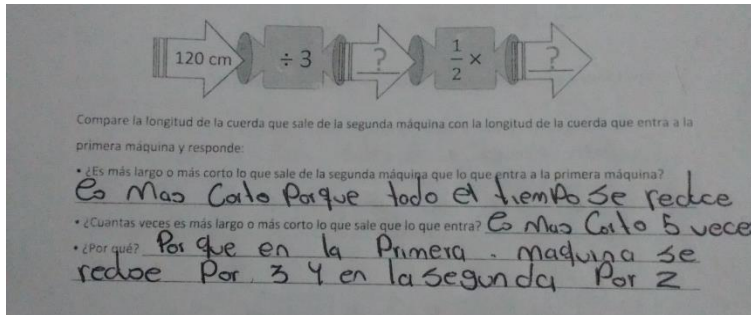 120 cm ÷ 3 ? 1/2 × ?
Compare la longitud de la cuerda que sale de la segunda máquina con la longitud de la cuerda que entra a la
primera máquina y responde:
• ¿Es más largo o más corto lo que sale de la segunda máquina que lo que entra a la primera máquina?
Es Mas Corto Porque todo el tiempo se redce
• ¿Cuantas veces es más largo o más corto lo que sale que lo que entra? Es Mas Corto 5 vece
• ¿Por qué? Por que en la Primera . maquina se
redoe Por 3 y en la segunda Por 2